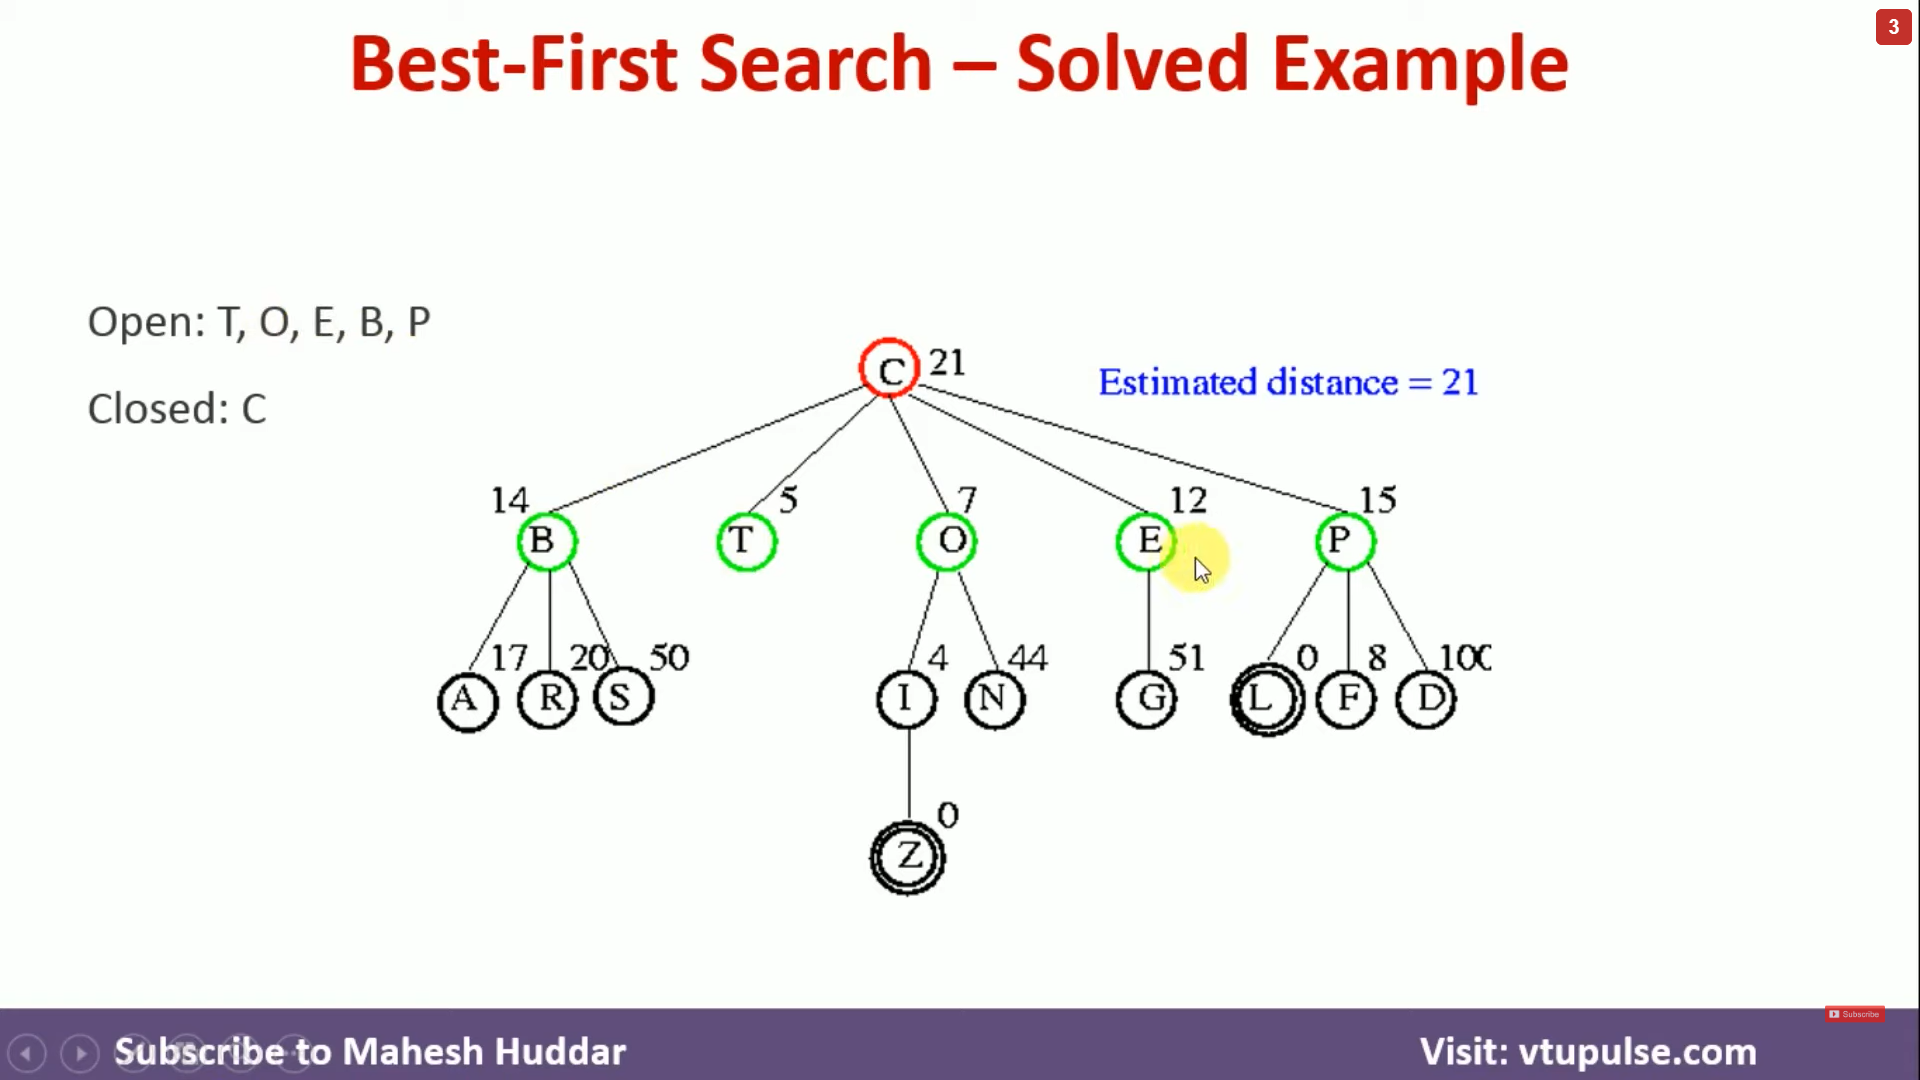 3
Best-First Search – Solved Example
Open: T, O, E, B, P
Closed: C
C 21
Estimated distance = 21
14 5 7 12 15
B T O E P
17 20 50 4 44 51 0 8 100
A R S I N G L F D
0
Z
Subscribe
Subscribe to Mahesh Huddar
Visit: vtupulse.com